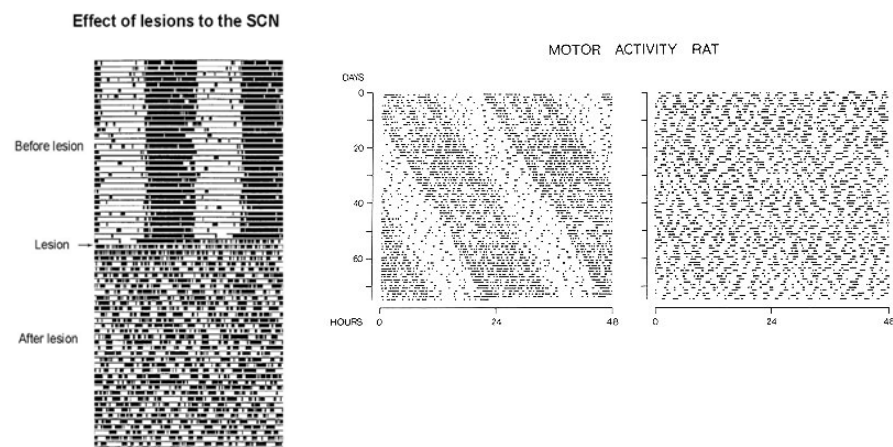 Effect of lesions to the SCN
Before lesion
Lesion
After lesion
MOTOR ACTIVITY RAT
DAYS
0
20
40
60
HOURS
0
24
48
0
24
48